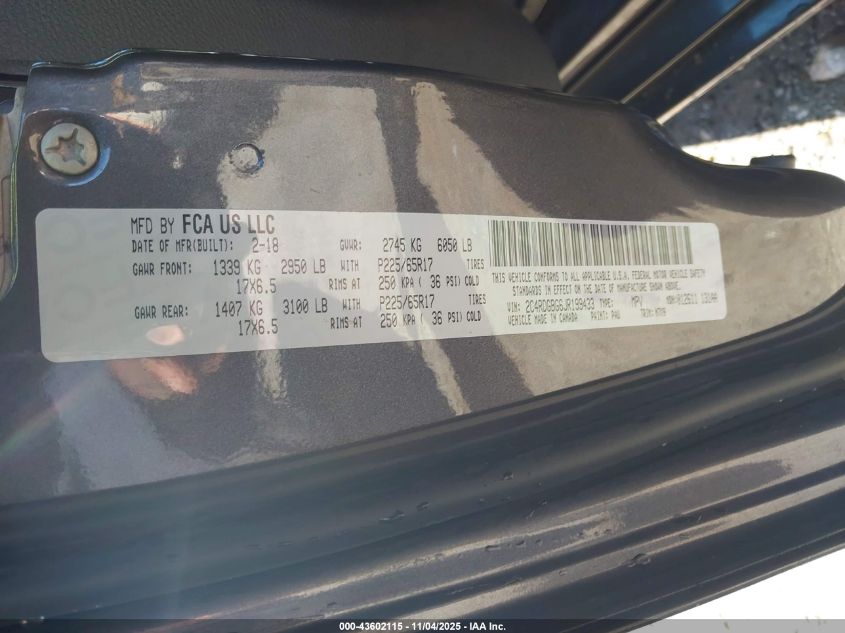 MFD BY FCA US LLC
DATE OF MFR(BUILT): 2-18 GVWR: 2745 KG 6050 LB
GAWR FRONT: 1339 KG 2950 LB WITH P225/65R17 TIRES
17X6.5 RIMS AT 250 KPA ( 36 PSI) COLD
GAWR REAR: 1407 KG 3100 LB WITH P225/65R17 TIRES
17X6.5 RIMS AT 250 KPA ( 36 PSI) COLD
THIS VEHICLE CONFORMS TO ALL APPLICABLE U.S.A. FEDERAL MOTOR VEHICLE SAFETY
STANDARDS IN EFFECT ON THE DATE OF MANUFACTURE SHOWN ABOVE.
VIN: 2C4RDGBG6JR199433 TYPE: MPV MDH: 012611 131AA
MADE IN CANADA PAINT: PAU TRIM:
000-43602115 - 11/04/2025 - IAA Inc.